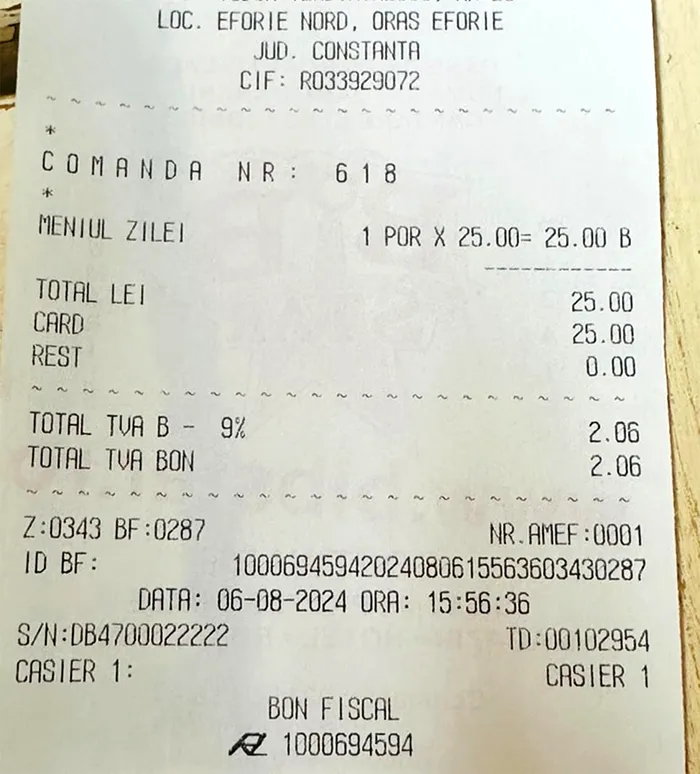 LOC. EFORIE NORD, ORAS EFORIE
JUD. CONSTANTA
CIF: RO33929072
*
COMANDA NR: 618
*
MENIUL ZILEI 1 POR X 25.00= 25.00 B
TOTAL LEI 25.00
CARD 25.00
REST 0.00
TOTAL TVA B - 9% 2.06
TOTAL TVA BON 2.06
Z:0343 BF:0287 NR.AMEF:0001
ID BF: 1000694594202408061556360343​0287
DATA: 06-08-2024 ORA: 15:56:36
S/N:DB4700022222 TD:00102954
CASIER 1: CASIER 1
BON FISCAL
1000694594